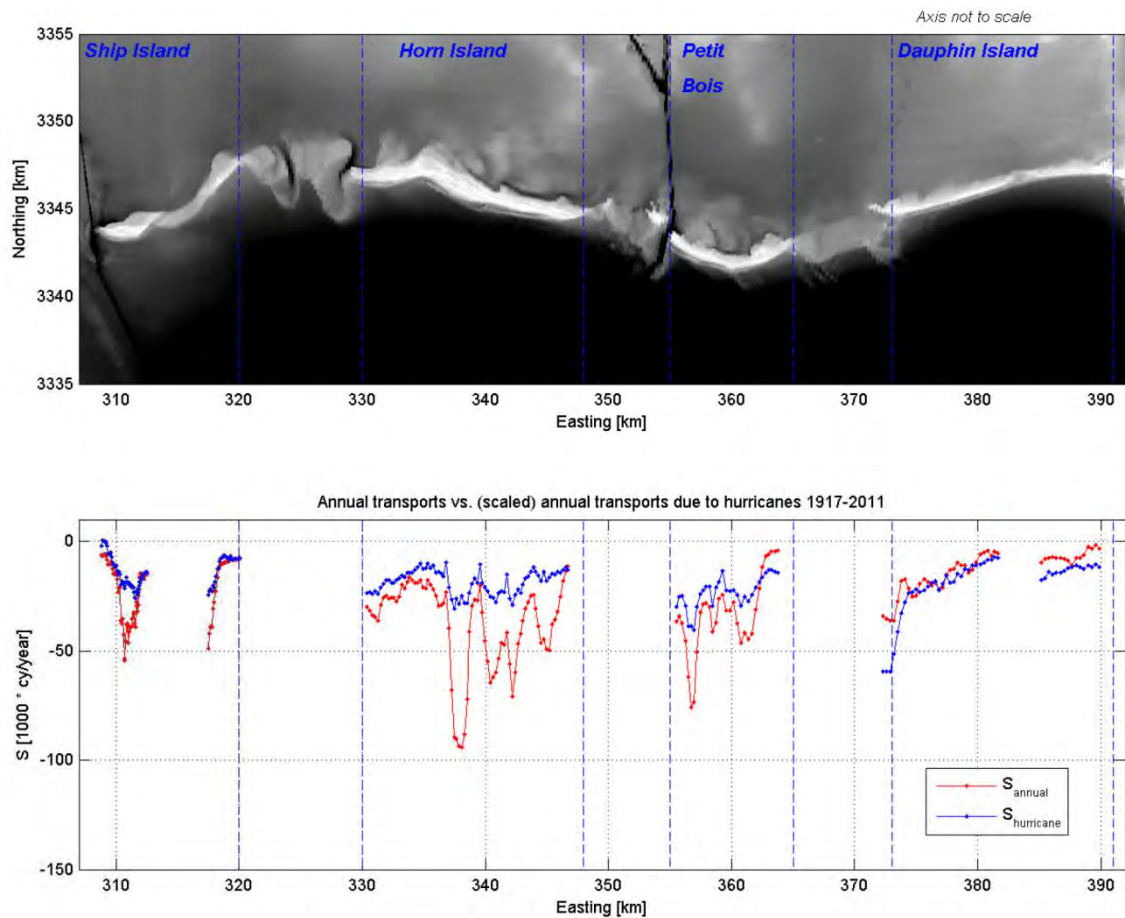 Axis not to scale
3355
Ship Island
Horn Island
Petit
Bois
Dauphin Island
3350
Northing [km]
3345
3340
3335
310 320 330 340 350 360 370 380 390
Easting [km]
Annual transports vs. (scaled) annual transports due to hurricanes 1917-2011
0
-50
S [1000 * cy/year]
-100
S annual
S hurricane
-150
310 320 330 340 350 360 370 380 390
Easting [km]